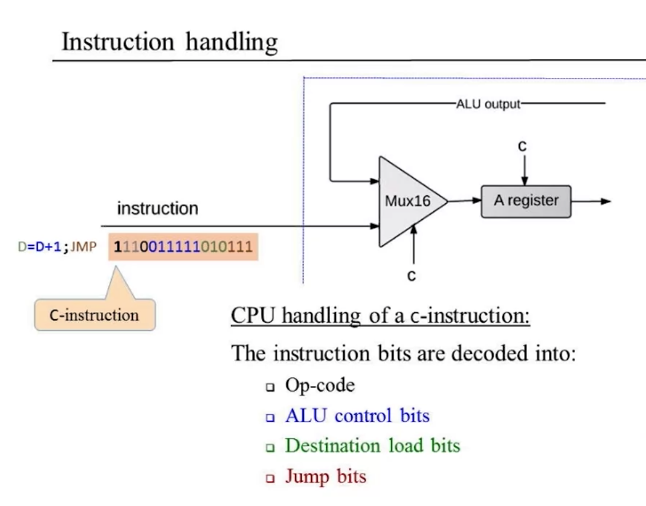 Instruction handling
ALU output
C
Mux16
A register
instruction
D=D+1;JMP 1110011111010111
C
C-instruction
CPU handling of a c-instruction:
The instruction bits are decoded into:
Op-code
ALU control bits
Destination load bits
Jump bits